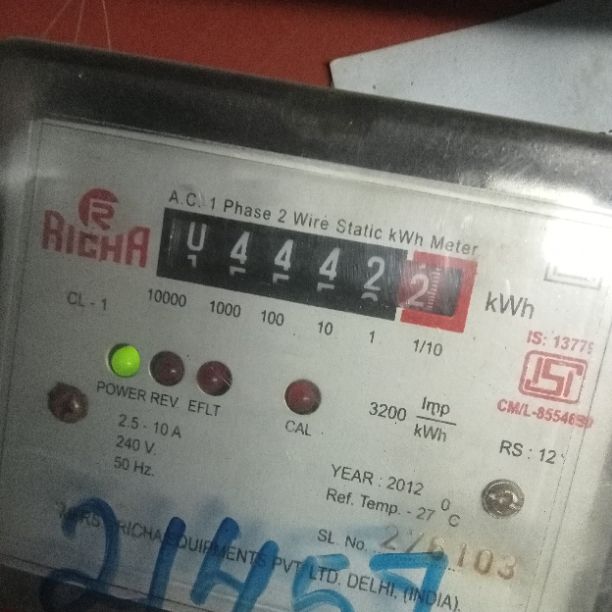 A.C. 1 Phase 2 Wire Static kWh Meter
RICHA
0 4 4 4 2 2
kWh
CL - 1
10000 1000 100 10 1 1/10
IS: 13779
ISI
POWER REV EFLT
CAL
3200 Imp
kWh
2.5 - 10 A
240 V.
50 Hz.
RS : 12
YEAR : 2012
Ref. Temp. - 27 °C
SL. No.
RICHA EQUIPMENTS PVT. LTD. DELHI, (INDIA)